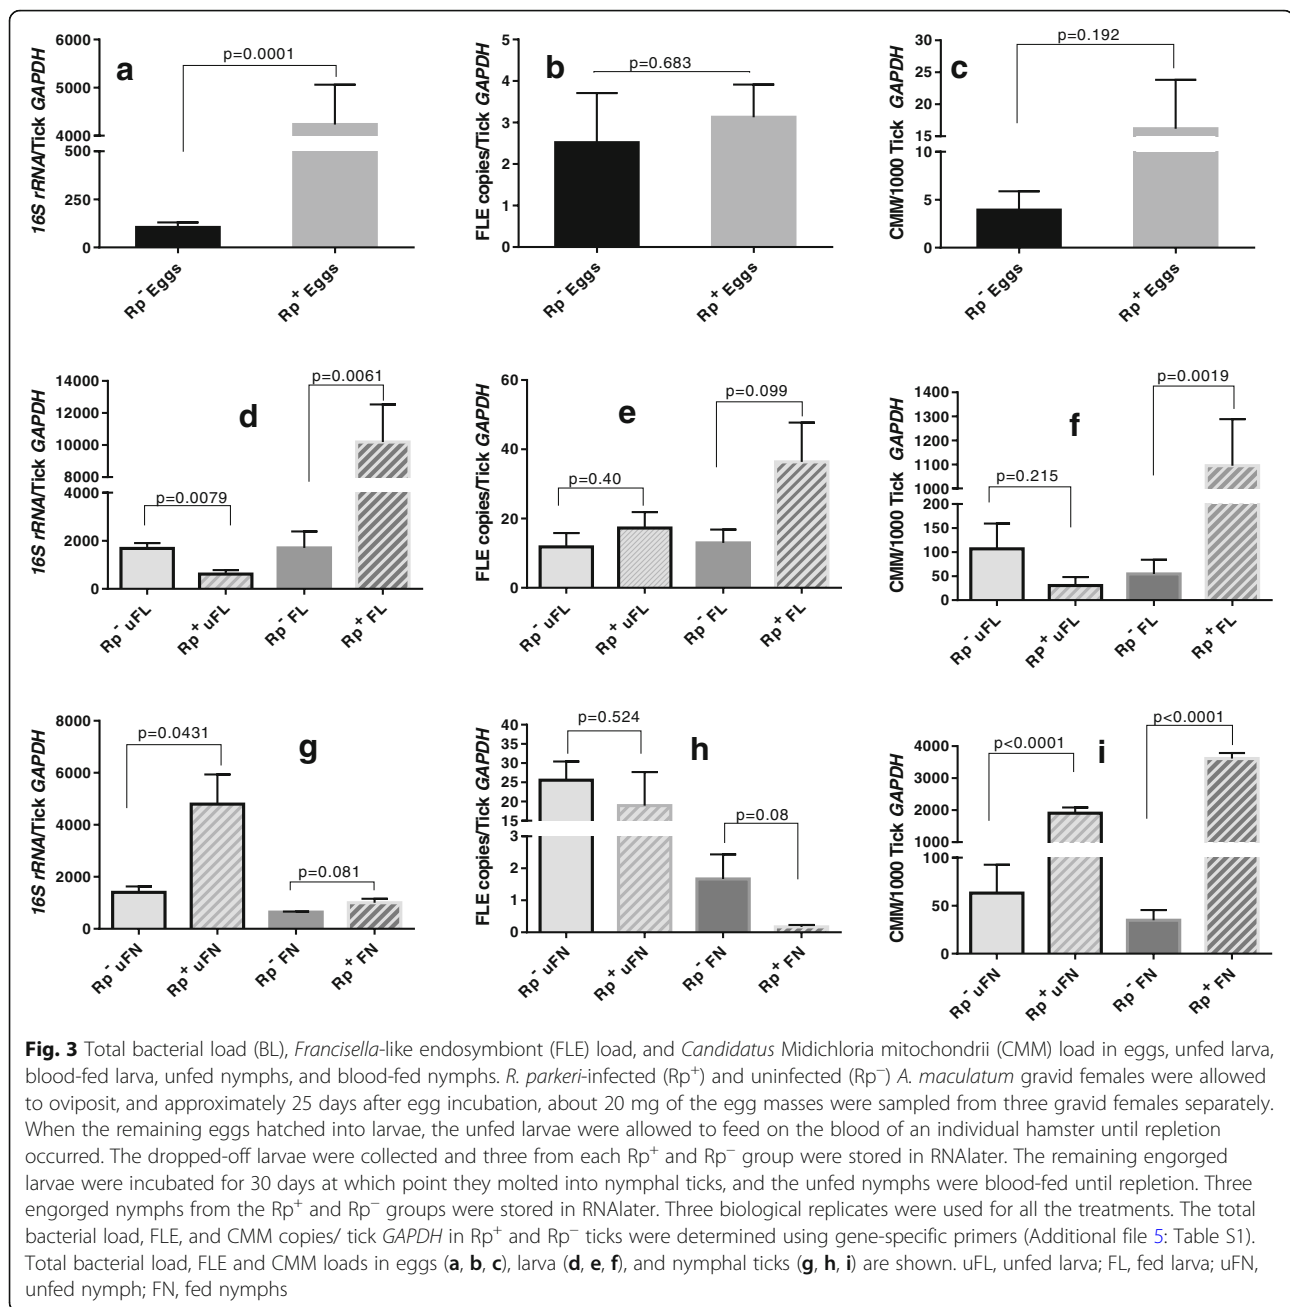 a
16S rRNA/Tick GAPDH
6000
5000
4000
500
250
0
p=0.0001
Rp⁻ Eggs
Rp⁺ Eggs
b
FLE copies/Tick GAPDH
5
4
3
2
1
0
p=0.683
Rp⁻ Eggs
Rp⁺ Eggs
c
CMM/1000 Tick GAPDH
30
25
20
15
10
5
0
p=0.192
Rp⁻ Eggs
Rp⁺ Eggs
d
16S rRNA/Tick GAPDH
14000
12000
10000
8000
4000
2000
0
p=0.0079
p=0.0061
Rp⁻ uFL
Rp⁺ uFL
Rp⁻ FL
Rp⁺ FL
e
FLE copies/Tick GAPDH
60
40
20
0
p=0.40
p=0.099
Rp⁻ uFL
Rp⁺ uFL
Rp⁻ FL
Rp⁺ FL
f
CMM/1000 Tick GAPDH
1400
1300
1200
1100
1000
200
150
100
50
0
p=0.215
p=0.0019
Rp⁻ uFL
Rp⁺ uFL
Rp⁻ FL
Rp⁺ FL
g
16S rRNA/Tick GAPDH
8000
6000
4000
2000
0
p=0.0431
p=0.081
Rp⁻ uFN
Rp⁺ uFN
Rp⁻ FN
Rp⁺ FN
h
FLE copies/Tick GAPDH
40
35
30
25
20
15
3
2
1
0
p=0.524
p=0.08
Rp⁻ uFN
Rp⁺ uFN
Rp⁻ FN
Rp⁺ FN
i
CMM/1000 Tick GAPDH
4000
3000
2000
1000
100
50
0
p<0.0001
p<0.0001
Rp⁻ uFN
Rp⁺ uFN
Rp⁻ FN
Rp⁺ FN
Fig. 3 Total bacterial load (BL), Francisella-like endosymbiont (FLE) load, and Candidatus Midichloria mitochondrii (CMM) load in eggs, unfed larva,
blood-fed larva, unfed nymphs, and blood-fed nymphs. R. parkeri-infected (Rp⁺) and uninfected (Rp⁻) A. maculatum gravid females were allowed
to oviposit, and approximately 25 days after egg incubation, about 20 mg of the egg masses were sampled from three gravid females separately.
When the remaining eggs hatched into larvae, the unfed larvae were allowed to feed on the blood of an individual hamster until repletion
occurred. The dropped-off larvae were collected and three from each Rp⁺ and Rp⁻ group were stored in RNAlater. The remaining engorged
larvae were incubated for 30 days at which point they molted into nymphal ticks, and the unfed nymphs were blood-fed until repletion. Three
engorged nymphs from the Rp⁺ and Rp⁻ groups were stored in RNAlater. Three biological replicates were used for all the treatments. The total
bacterial load, FLE, and CMM copies/ tick GAPDH in Rp⁺ and Rp⁻ ticks were determined using gene-specific primers (Additional file 5: Table S1).
Total bacterial load, FLE and CMM loads in eggs (a, b, c), larva (d, e, f), and nymphal ticks (g, h, i) are shown. uFL, unfed larva; FL, fed larva; uFN,
unfed nymph; FN, fed nymphs